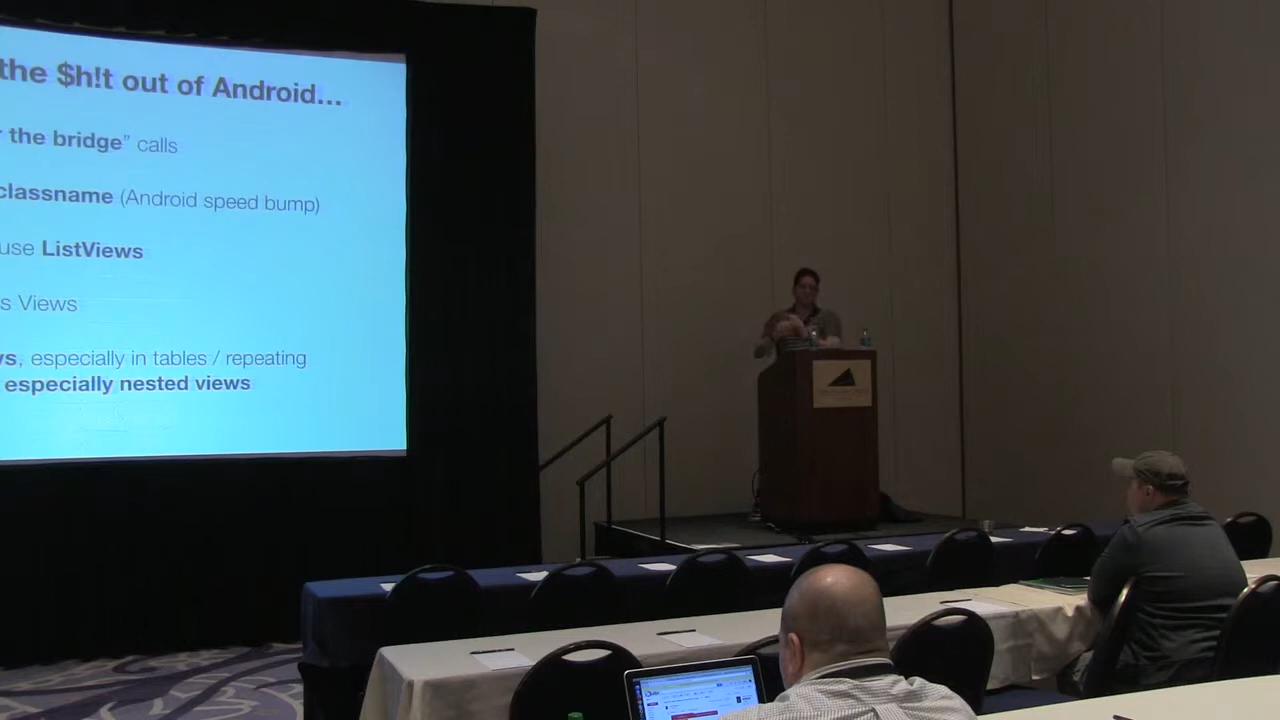 the $h!t out of Android...
the bridge” calls
classname (Android speed bump)
use ListViews
s Views
s, especially in tables / repeating
especially nested views